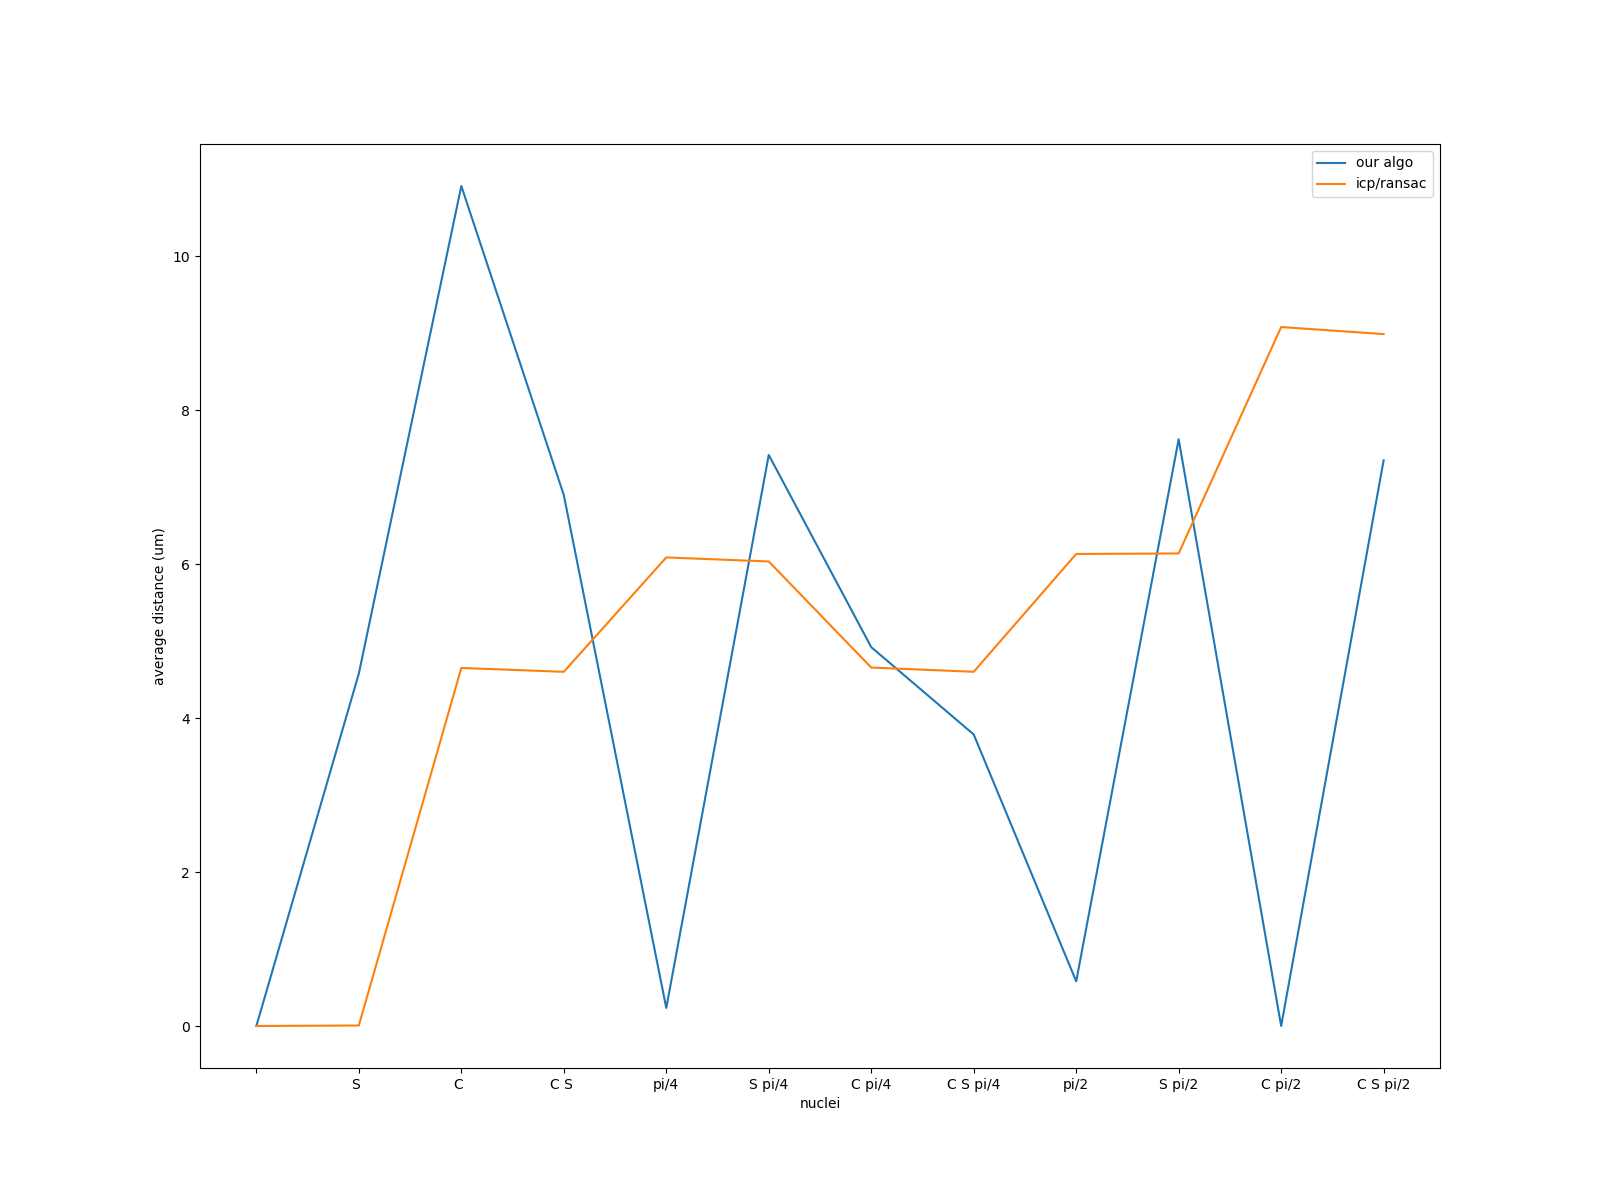 our algo
icp/ransac
10
8
6
4
2
0
average distance (um)
S C C S pi/4 S pi/4 C pi/4 C S pi/4 pi/2 S pi/2 C pi/2 C S pi/2
nuclei